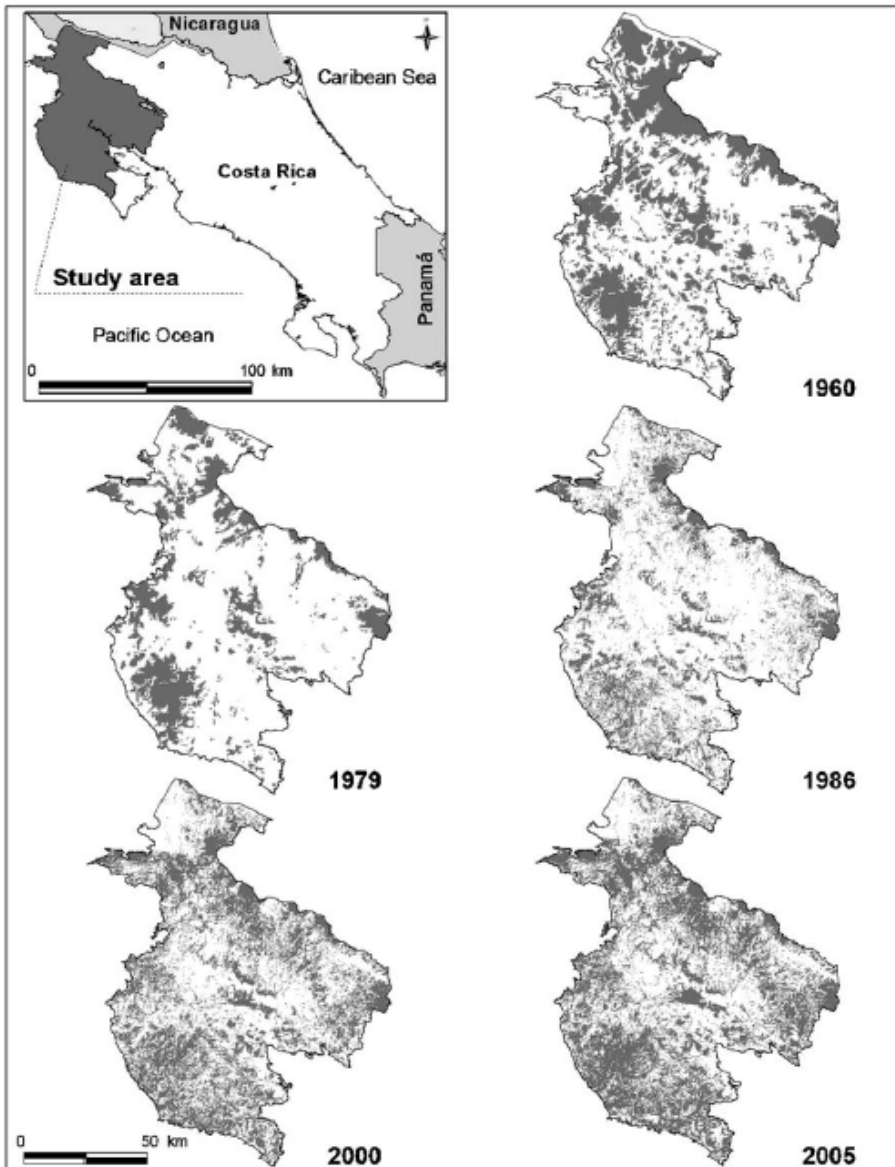 Nicaragua
Caribean Sea
Costa Rica
Study area
Panamá
Pacific Ocean
0 100 km
1960
1979
1986
0 50 km
2000
2005